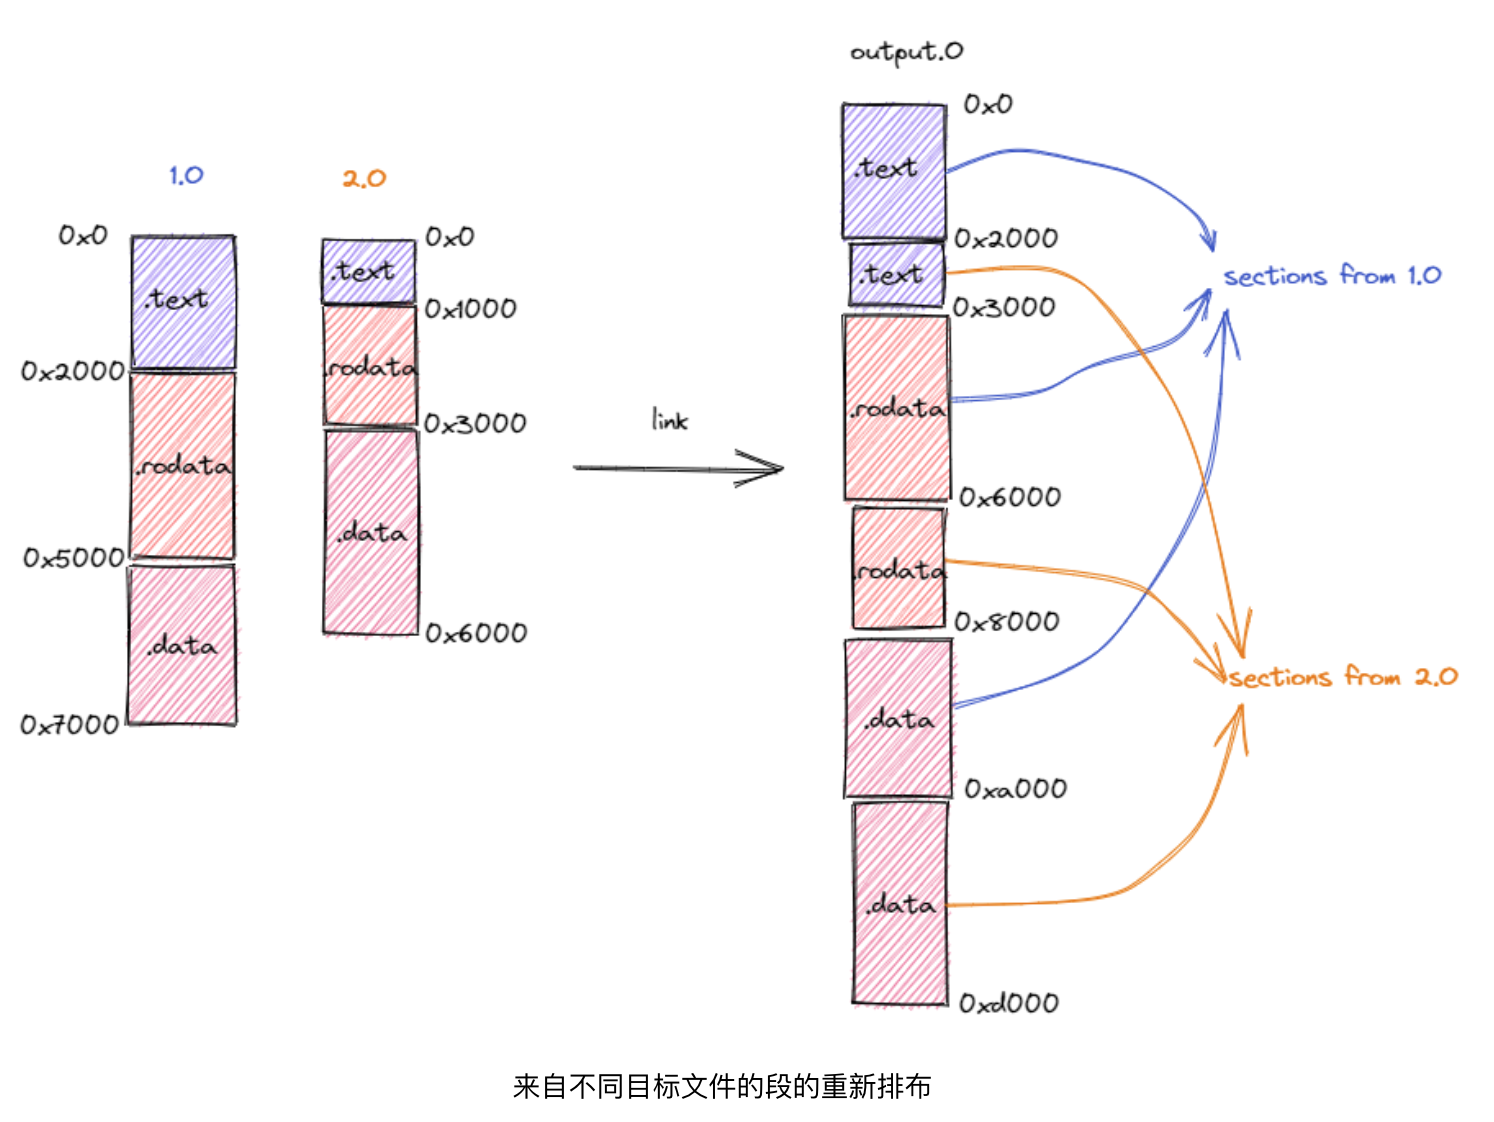 output.o
0x0
.text
1.o
2.o
0x0
.text
0x2000
.rodata
0x5000
.data
0x7000
0x0
.text
0x1000
.rodata
0x3000
.data
0x6000
link
0x2000
.text
0x3000
.rodata
0x6000
.rodata
0x8000
.data
0xa000
.data
0xd000
sections from 1.o
sections from 2.o
来自不同目标文件的段的重新排布